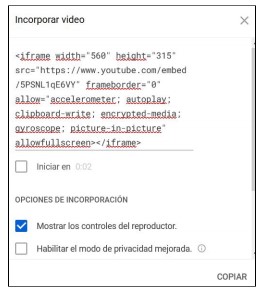 Incorporar video
<iframe width="560" height="315"
src="https://www.youtube.com/embed
/5PSNL1qE6VY" frameborder="0"
allow="accelerometer; autoplay;
clipboard-write; encrypted-media;
gyroscope; picture-in-picture"
allowfullscreen></iframe>
Iniciar en 0:02
OPCIONES DE INCORPORACIÓN
Mostrar los controles del reproductor.
Habilitar el modo de privacidad mejorada.
COPIAR